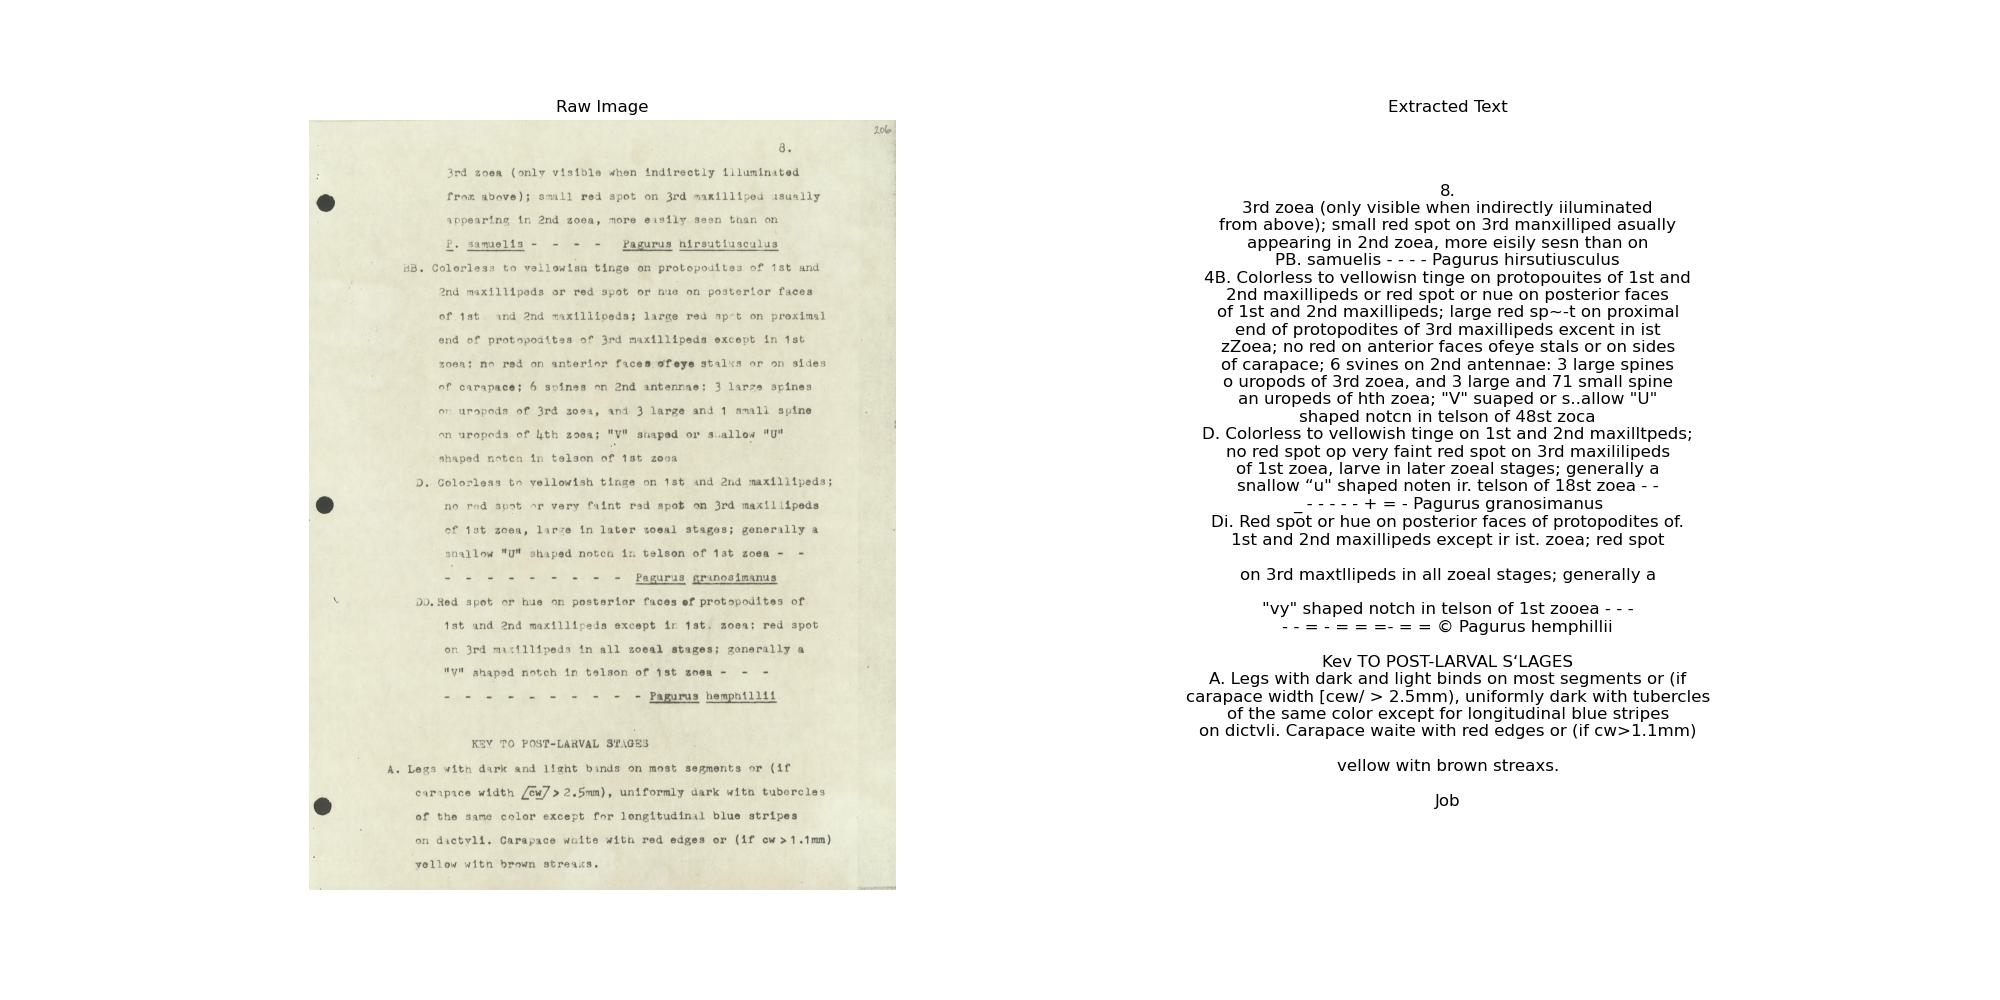 Raw Image
206
8.
3rd zoea (only visible when indirectly illuminated
from above); small red spot on 3rd maxilliped usually
appearing in 2nd zoea, more easily seen than on
P. samuelis - - - - Pagurus hirsutiusculus
BB. Colorless to yellowish tinge on protopodites of 1st and
2nd maxillipeds or red spot or hue on posterior faces
of 1st and 2nd maxillipeds; large red spot on proximal
end of protopodites of 3rd maxillipeds except in 1st
zoea; no red on anterior faces ofeye stalks or on sides
of carapace; 6 spines on 2nd antennae; 3 large spines
on uropods of 3rd zoea, and 3 large and 1 small spine
on uropods of 4th zoea; "V" shaped or shallow "U"
shaped notch in telson of 1st zoea
D. Colorless to yellowish tinge on 1st and 2nd maxillipeds;
no red spot or very faint red spot on 3rd maxillipeds
of 1st zoea, large in later zoeal stages; generally a
shallow "U" shaped notch in telson of 1st zoea - -
- - - - - - - - - Pagurus granosimanus
DD. Red spot or hue on posterior faces of protopodites of
1st and 2nd maxillipeds except in 1st. zoea; red spot
on 3rd maxillipeds in all zoeal stages; generally a
"V" shaped notch in telson of 1st zoea - - -
- - - - - - - - - - Pagurus hemphillii
KEY TO POST-LARVAL STAGES
A. Legs with dark and light bands on most segments or (if
carapace width [cw] > 2.5mm), uniformly dark with tubercles
of the same color except for longitudinal blue stripes
on dactyli. Carapace white with red edges or (if cw > 1.1mm)
yellow with brown streaks.
Extracted Text
8.
3rd zoea (only visible when indirectly iiluminated
from above); small red spot on 3rd manxilliped asually
appearing in 2nd zoea, more eisily sesn than on
PB. samuelis - - - - Pagurus hirsutiusculus
4B. Colorless to vellowisn tinge on protopouites of 1st and
2nd maxillipeds or red spot or nue on posterior faces
of 1st and 2nd maxillipeds; large red sp~-t on proximal
end of protopodites of 3rd maxillipeds excent in ist
zZoea; no red on anterior faces ofeye stals or on sides
of carapace; 6 svines on 2nd antennae: 3 large spines
o uropods of 3rd zoea, and 3 large and 71 small spine
an uropeds of hth zoea; "V" suaped or s..allow "U"
shaped notcn in telson of 48st zoca
D. Colorless to vellowish tinge on 1st and 2nd maxilltpeds;
no red spot op very faint red spot on 3rd maxililipeds
of 1st zoea, larve in later zoeal stages; generally a
snallow “u" shaped noten ir. telson of 18st zoea - -
_ - - - - - + = - Pagurus granosimanus
Di. Red spot or hue on posterior faces of protopodites of.
1st and 2nd maxillipeds except ir ist. zoea; red spot
on 3rd maxtllipeds in all zoeal stages; generally a
"vy" shaped notch in telson of 1st zooea - - -
- - = - = = =- = = © Pagurus hemphillii
Kev TO POST-LARVAL S‘LAGES
A. Legs with dark and light binds on most segments or (if
carapace width [cew/ > 2.5mm), uniformly dark with tubercles
of the same color except for longitudinal blue stripes
on dictvli. Carapace waite with red edges or (if cw>1.1mm)
vellow witn brown streaxs.
Job